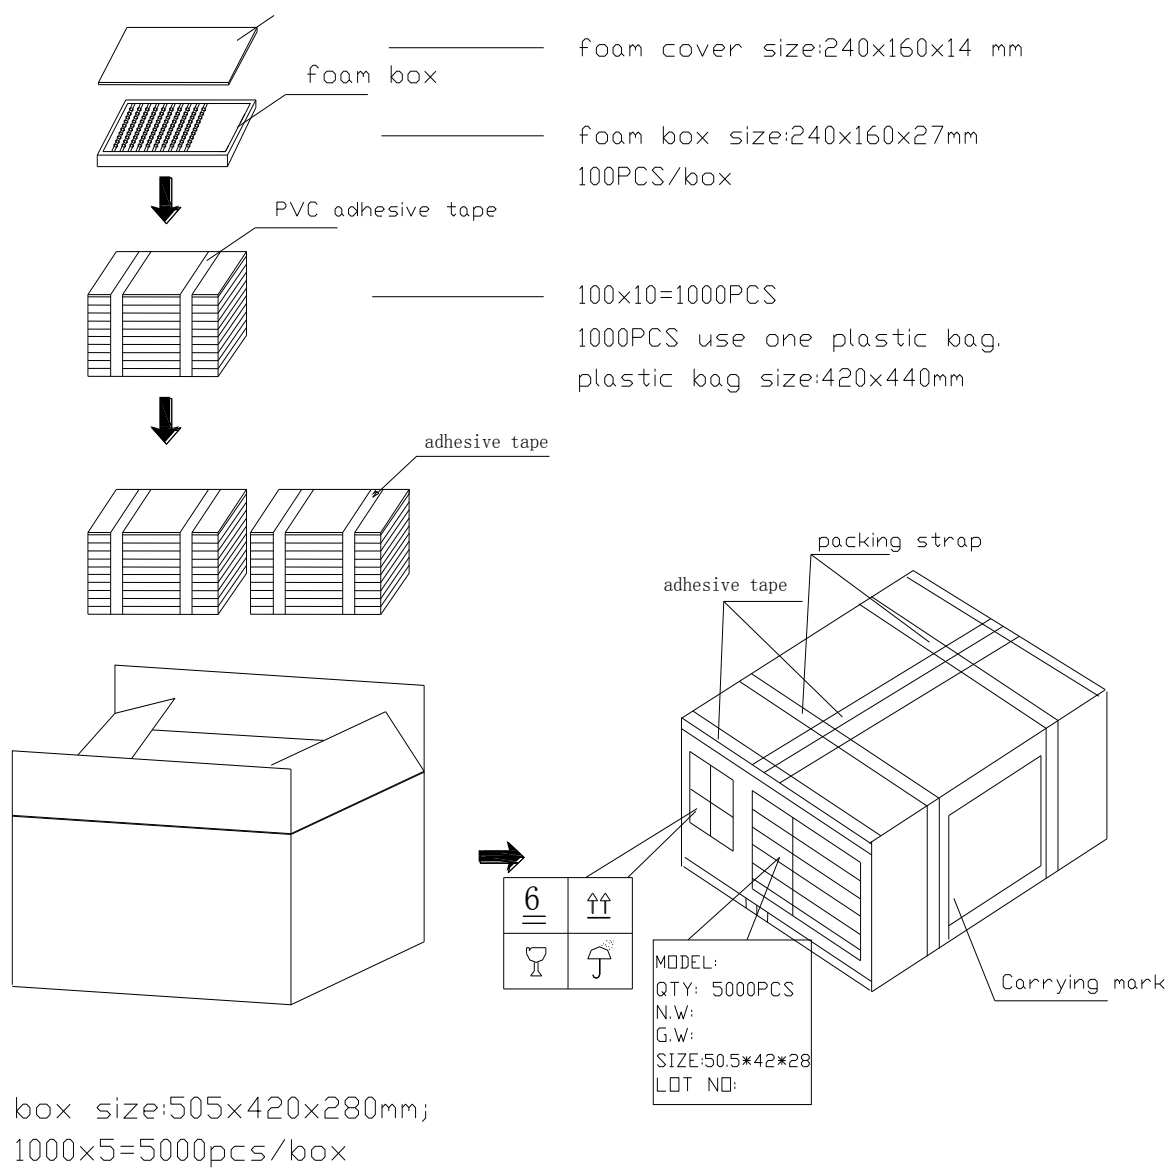 foam cover size:240x160x14 mm
foam box
foam box size:240x160x27mm
100PCS/box
PVC adhesive tape
100x10=1000PCS
1000PCS use one plastic bag.
plastic bag size:420x440mm
adhesive tape
packing strap
adhesive tape
6
MODEL:
QTY: 5000PCS
N.W:
G.W:
SIZE:50.5*42*28
LOT NO:
Carrying mark
box size:505x420x280mm;
1000x5=5000pcs/box